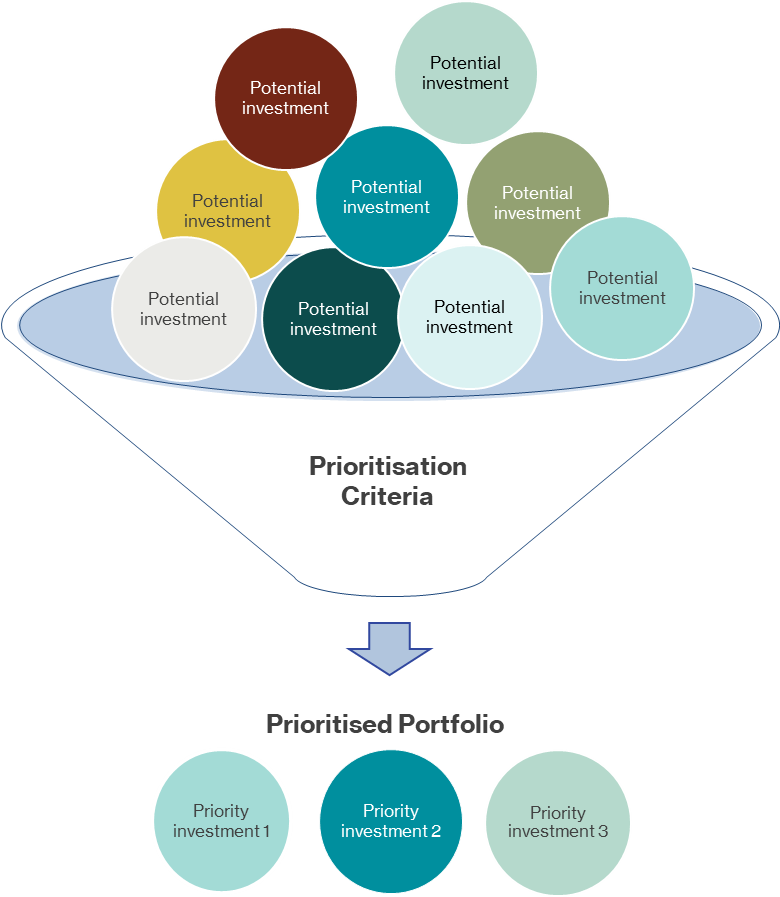 Potential
investment
Potential
investment
Potential
investment
Potential
investment
Potential
investment
Potential
investment
Potential
investment
Potential
investment
Potential
investment
Prioritisation
Criteria
Prioritised Portfolio
Priority
investment 1
Priority
investment 2
Priority
investment 3